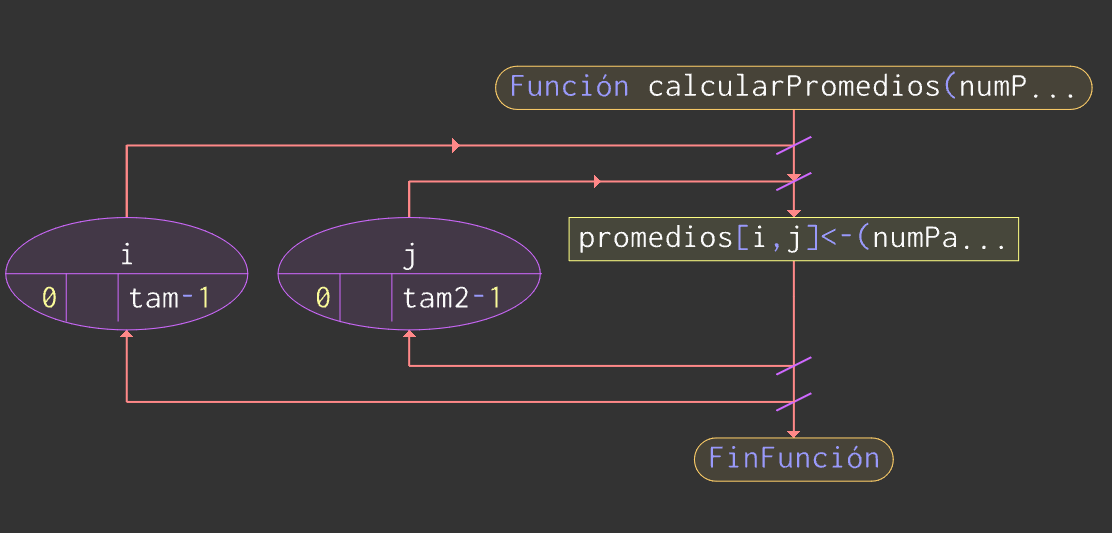 Función calcularPromedios(numP...
i
0 tam-1
j
0 tam2-1
promedios[i,j]<-(numPa...
FinFunción